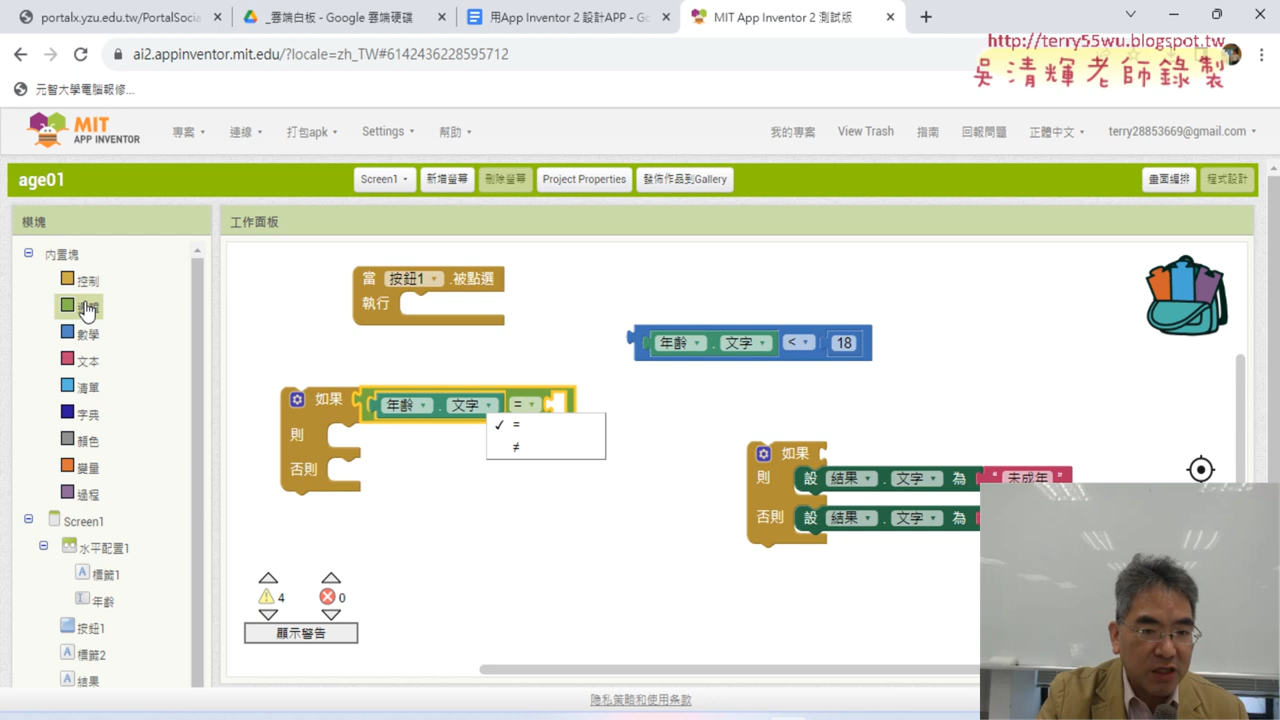 portalx.yzu.edu.tw/PortalSocia
_雲端白板 - Google 雲端硬碟
用App Inventor 2 設計APP - Go
MIT App Inventor 2 測試版
ai2.appinventor.mit.edu/?locale=zh_TW#6142436228595712
http://terry55wu.blogspot.tw
吳清輝老師錄製
元智大學電腦報修...
MIT
APP INVENTOR
專案
連線
打包apk
Settings
幫助
我的專案
View Trash
指南
回報問題
正體中文
terry28853669@gmail.com
age01
Screen1
新增螢幕
刪除螢幕
Project Properties
發佈作品到Gallery
畫面編排
程式設計
模塊
工作面板
內置塊
控制
數學
文本
清單
字典
顏色
變量
過程
Screen1
水平配置1
標籤1
年齡
按鈕1
標籤2
結果
當 按鈕1 .被點選
執行
年齡 . 文字 < 18
如果 年齡 . 文字 =
則
否則
✓ =
≠
如果
則 設 結果 . 文字 為 " 未成年 "
否則 設 結果 . 文字 為
4
0
顯示警告
隱私策略和使用條款